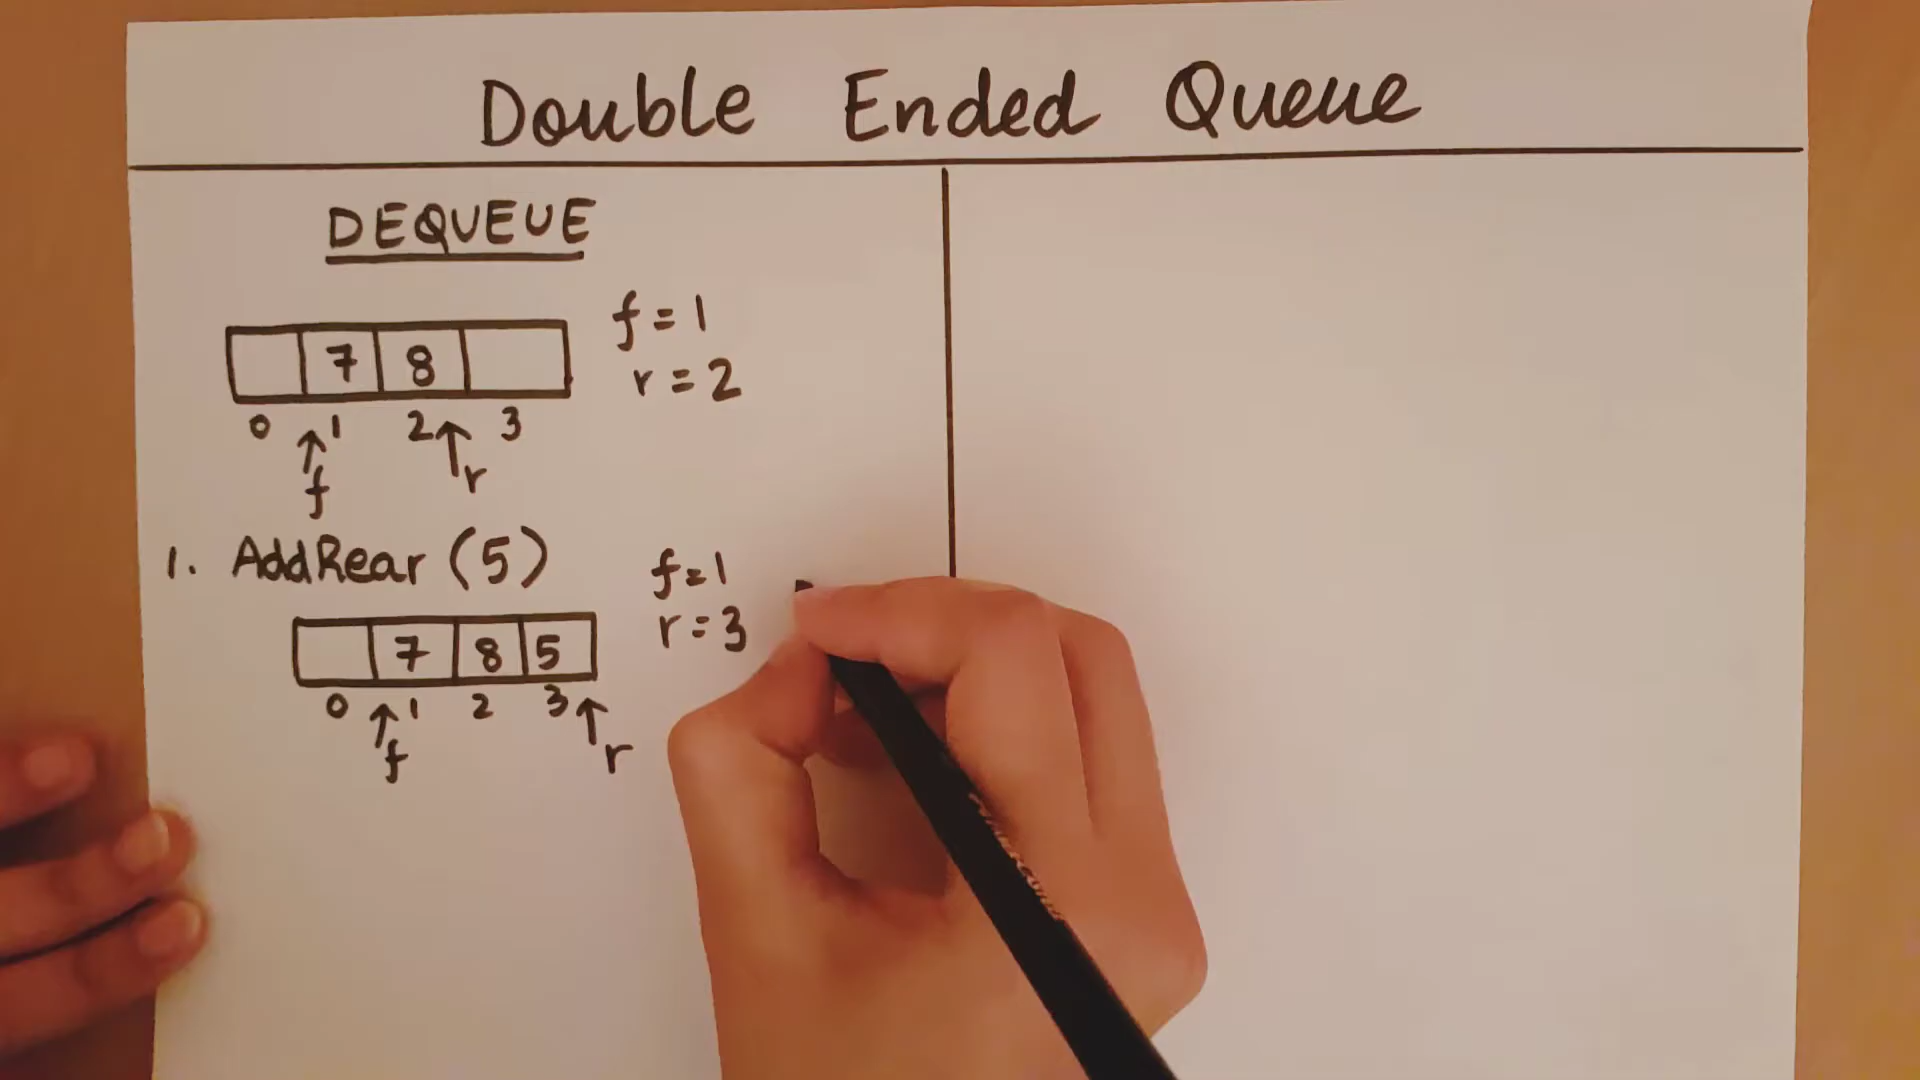 Double Ended Queue
DEQUEUE
7 8
f = 1
r = 2
0 1 2 3
↑ ↑
f r
1. AddRear (5)
f = 1
r = 3
7 8 5
0 1 2 3
↑ ↑
f r